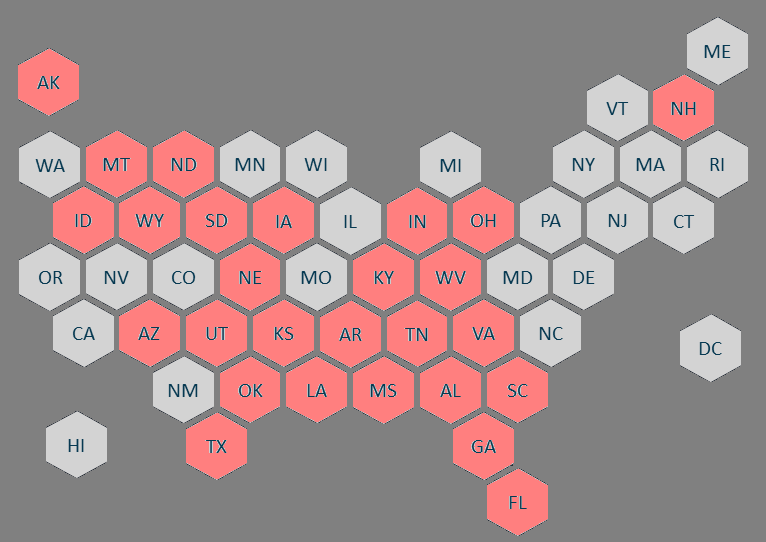 ME
AK
VT NH
WA MT ND MN WI MI NY MA RI
ID WY SD IA IL IN OH PA NJ CT
OR NV CO NE MO KY WV MD DE
CA AZ UT KS AR TN VA NC DC
NM OK LA MS AL SC
HI TX GA
FL